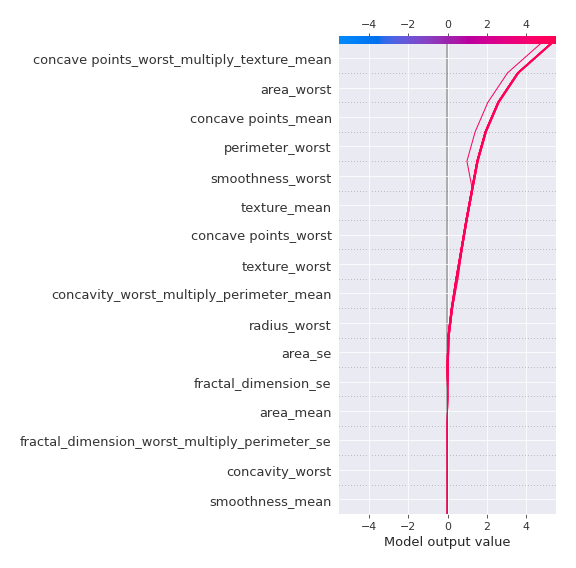 −4 −2 0 2 4
concave points_worst_multiply_texture_mean
area_worst
concave points_mean
perimeter_worst
smoothness_worst
texture_mean
concave points_worst
texture_worst
concavity_worst_multiply_perimeter_mean
radius_worst
area_se
fractal_dimension_se
area_mean
fractal_dimension_worst_multiply_perimeter_se
concavity_worst
smoothness_mean
−4 −2 0 2 4
Model output value